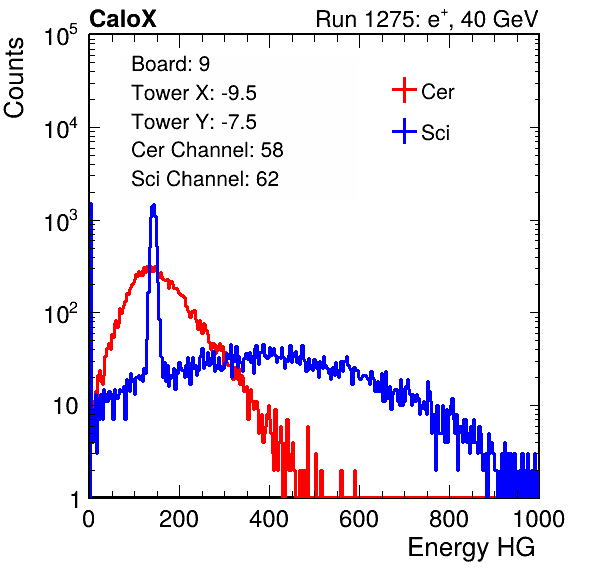 CaloX Run 1275: e⁺, 40 GeV
Counts
Board: 9
Tower X: -9.5
Tower Y: -7.5
Cer Channel: 58
Sci Channel: 62
Cer
Sci
10⁵
10⁴
10³
10²
10
1
0 200 400 600 800 1000
Energy HG